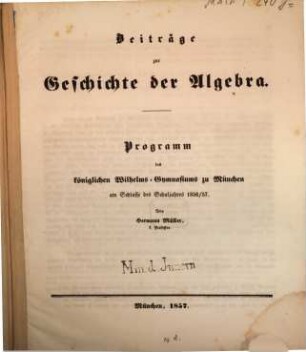 Beiträge
zur
Geschichte der Algebra.
Programm
des
königlichen Wilhelms-Gymnasiums zu München
am Schlusse des Schuljahres 1856/57.
Von
Hermann Müller,
München, 1857.